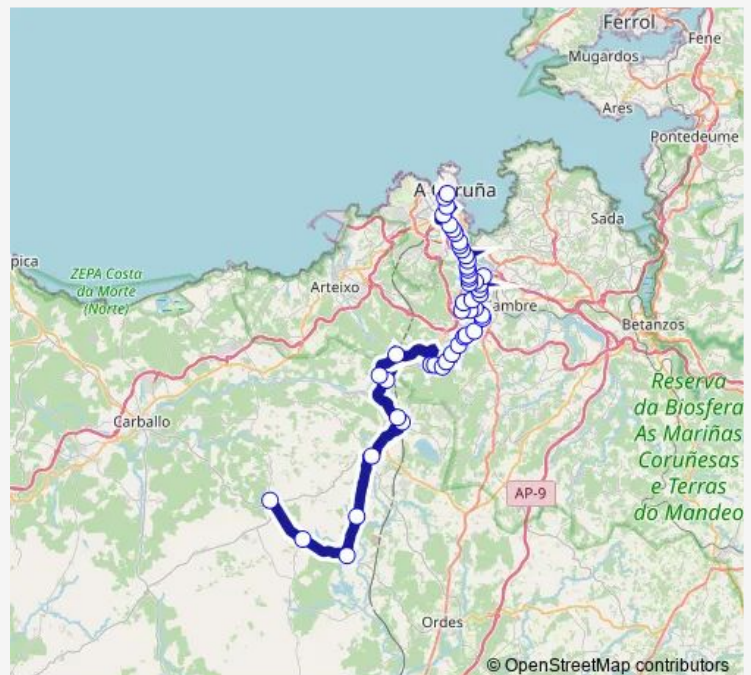 Ferrol
Fene
Mugardos
Ares
Pontedeume
A Coruña
Sada
pica
ZEPA Costa
da Morte
(Norte)
Arteixo
ambre
Betanzos
Reserva
da Biosfera
As Mariñas
Coruñesas
e Terras
do Mandeo
Carballo
AP-9
Ordes
© OpenStreetMap contributors